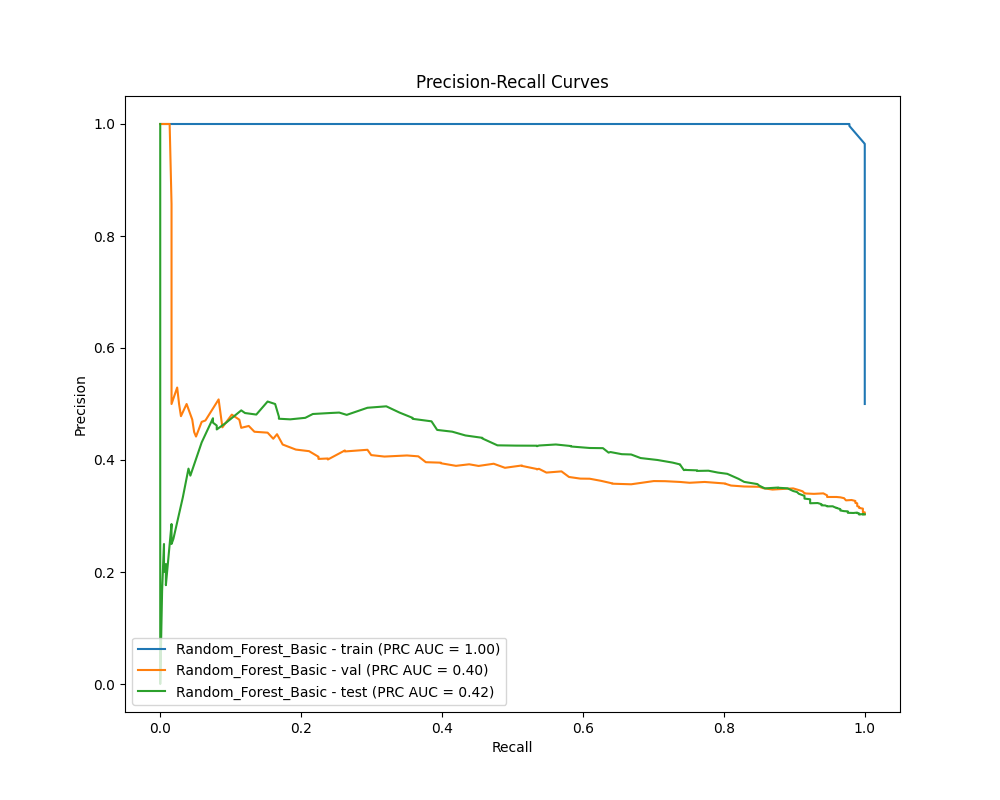 Precision-Recall Curves
Precision
1.0
0.8
0.6
0.4
0.2
0.0
Random_Forest_Basic - train (PRC AUC = 1.00)
Random_Forest_Basic - val (PRC AUC = 0.40)
Random_Forest_Basic - test (PRC AUC = 0.42)
0.0 0.2 0.4 0.6 0.8 1.0
Recall